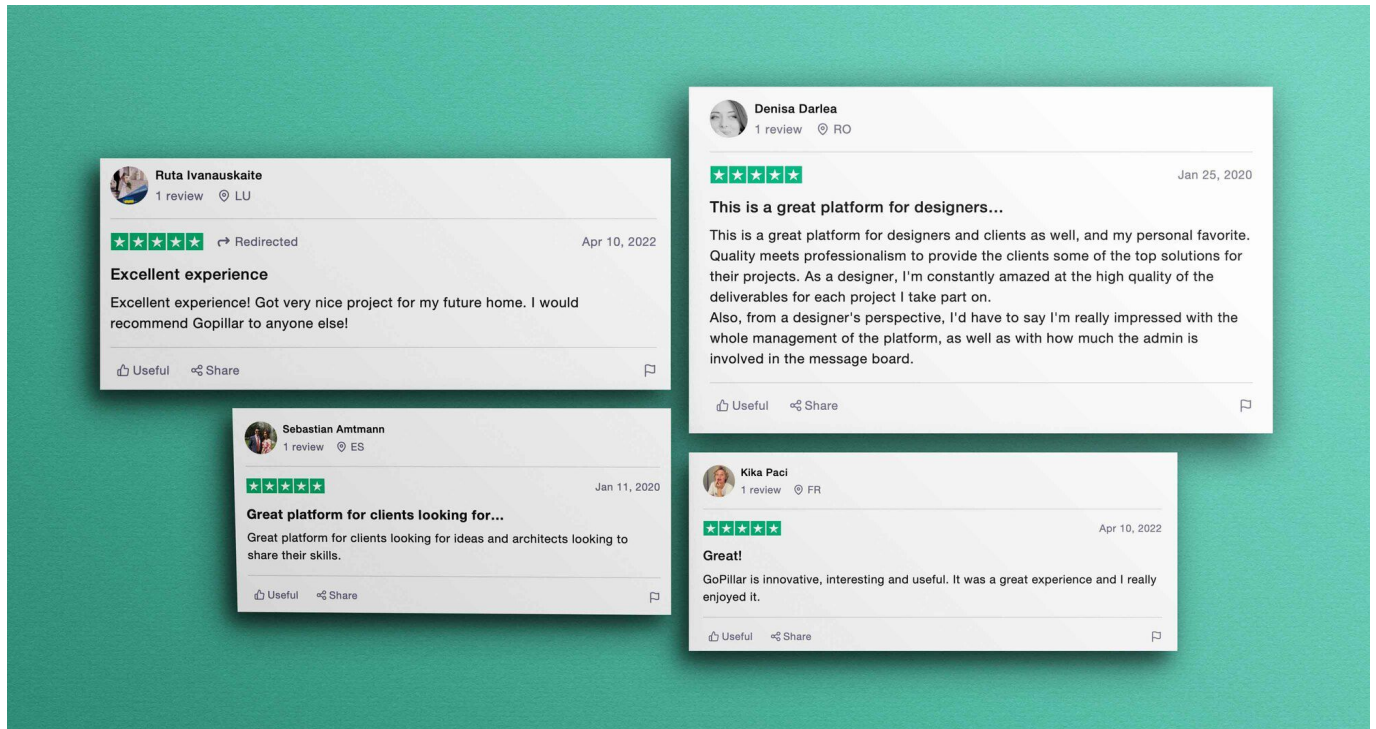 Ruta Ivanauskaite
1 review LU
Redirected Apr 10, 2022
Excellent experience
Excellent experience! Got very nice project for my future home. I would
recommend Gopillar to anyone else!
Useful Share
Denisa Darlea
1 review RO
Jan 25, 2020
This is a great platform for designers...
This is a great platform for designers and clients as well, and my personal favorite.
Quality meets professionalism to provide the clients some of the top solutions for
their projects. As a designer, I'm constantly amazed at the high quality of the
deliverables for each project I take part on.
Also, from a designer's perspective, I'd have to say I'm really impressed with the
whole management of the platform, as well as with how much the admin is
involved in the message board.
Useful Share
Sebastian Amtmann
1 review ES
Jan 11, 2020
Great platform for clients looking for...
Great platform for clients looking for ideas and architects looking to
share their skills.
Useful Share
Kika Paci
1 review FR
Apr 10, 2022
Great!
GoPillar is innovative, interesting and useful. It was a great experience and I really
enjoyed it.
Useful Share